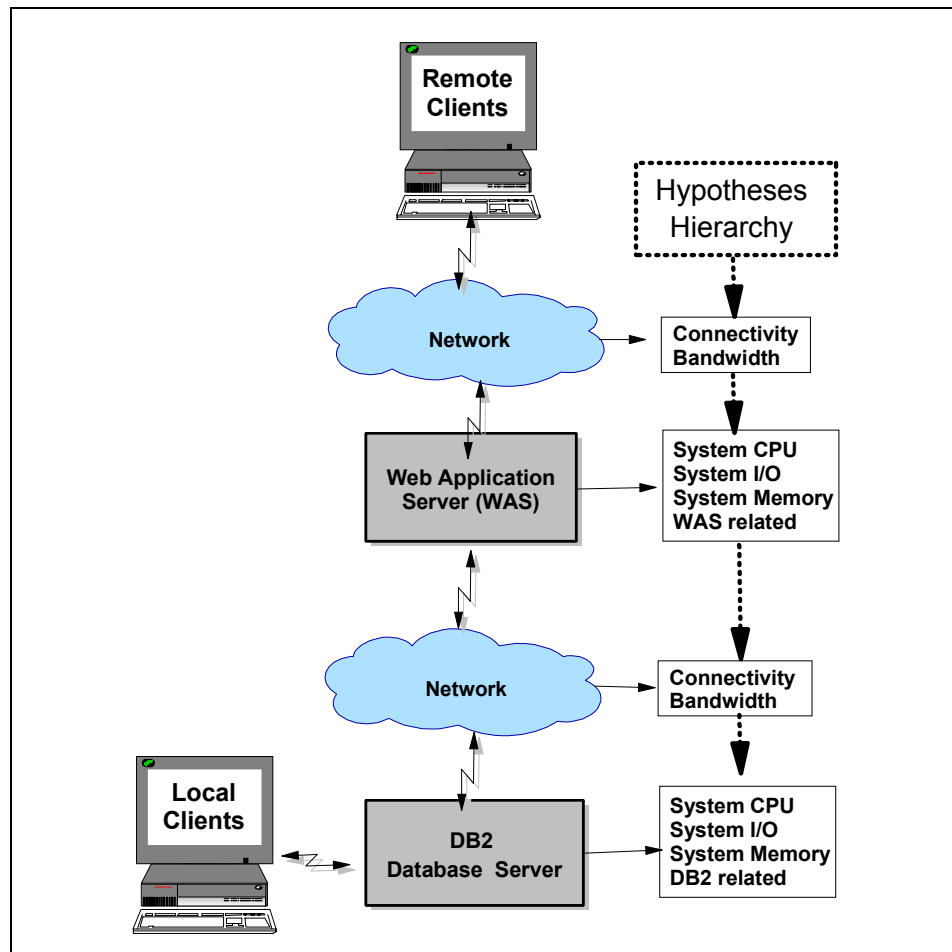 Remote
Clients
Hypotheses
Hierarchy
Network
Connectivity
Bandwidth
Web Application
Server (WAS)
System CPU
System I/O
System Memory
WAS related
Network
Connectivity
Bandwidth
Local
Clients
DB2
Database Server
System CPU
System I/O
System Memory
DB2 related